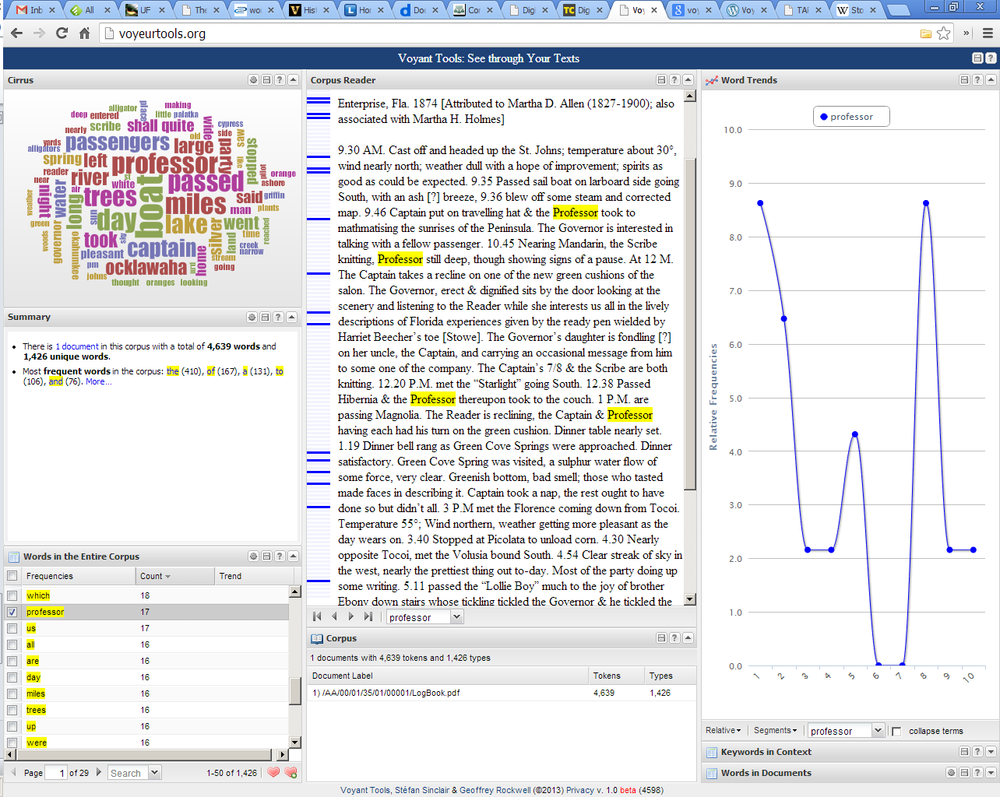 Inb
All
UF
The
wor
His
Hor
Doc
Cor
Digi
Dig
Voy
voy
Voy
TAI
Sto
voyeurtools.org
Voyant Tools: See through Your Texts
Cirrus
making
alligator
place
deep entered
little palatka
scribe shall quite wide cypress
nearly
old side saw
yards passengers large party
alligators
spring left professor stopped like pilot
reader
river boat passed orange
near
st
ashore
air white
trees
said griffin
night water long sun day miles man plants
weather
green
lake silver went
woods governor okahumkee took sky land time reached
pleasant captain creek
narrow
stream
pm
home
johns ocklawaha going
thought oranges looking
Summary
There is 1 document in this corpus with a total of 4,639 words and
1,426 unique words.
Most frequent words in the corpus: the (410), of (167), a (131), to
(106), and (76). More...
Words in the Entire Corpus
Frequencies Count Trend
which 18
professor 17
us 17
all 16
are 16
day 16
miles 16
trees 16
up 16
were 16
Page 1 of 29 Search 1-50 of 1,426
Corpus Reader
Enterprise, Fla. 1874 [Attributed to Martha D. Allen (1827-1900); also
associated with Martha H. Holmes]
9.30 AM. Cast off and headed up the St. Johns; temperature about 30°,
wind nearly north; weather dull with a hope of improvement; spirits as
good as could be expected. 9.35 Passed sail boat on larboard side going
South, with an ash [?] breeze, 9.36 blew off some steam and corrected
map. 9.46 Captain put on travelling hat & the Professor took to
mathmatising the sunrises of the Peninsula. The Governor is interested in
talking with a fellow passenger. 10.45 Nearing Mandarin, the Scribe
knitting, Professor still deep, though showing signs of a pause. At 12 M.
The Captain takes a recline on one of the new green cushions of the
salon. The Governor, erect & dignified sits by the door looking at the
scenery and listening to the Reader while she interests us all in the lively
descriptions of Florida experiences given by the ready pen wielded by
Harriet Beecher's toe [Stowe]. The Governor's daughter is fondling [?]
on her uncle, the Captain, and carrying an occasional message from him
to some one of the company. The Captain's 7/8 & the Scribe are both
knitting. 12.20 P.M. met the "Starlight" going South. 12.38 Passed
Hibernia & the Professor thereupon took to the couch. 1 P.M. are
passing Magnolia. The Reader is reclining, the Captain & Professor
having each had his turn on the green cushion. Dinner table nearly set.
1.19 Dinner bell rang as Green Cove Springs were approached. Dinner
satisfactory. Green Cove Spring was visited, a sulphur water flow of
some force, very clear. Greenish bottom, bad smell; those who tasted
made faces in describing it. Captain took a nap, the rest ought to have
done so but didn't all. 3 P.M met the Florence coming down from Tocoi.
Temperature 55°; Wind northern, weather getting more pleasant as the
day wears on. 3.40 Stopped at Picolata to unload corn. 4.30 Nearly
opposite Tocoi, met the Volusia bound South. 4.54 Clear streak of sky in
the west, nearly the prettiest thing out to-day. Most of the party doing up
some writing. 5.11 passed the "Lollie Boy" much to the joy of brother
Ebony down stairs whose tickling tickled the Governor & he tickled the
professor
Corpus
1 documents with 4,639 tokens and 1,426 types
Document Label Tokens Types
1) /AA/00/01/35/01/00001/LogBook.pdf 4,639 1,426
Word Trends
professor
10.0
9.0
8.0
7.0
6.0
5.0
4.0
3.0
2.0
1.0
0.0
Relative Frequencies
1 2 3 4 5 6 7 8 9 10
Relative Segments professor collapse terms
Keywords in Context
Words in Documents
Voyant Tools, Stéfan Sinclair & Geoffrey Rockwell (©2013) Privacy v. 1.0 beta (4598)